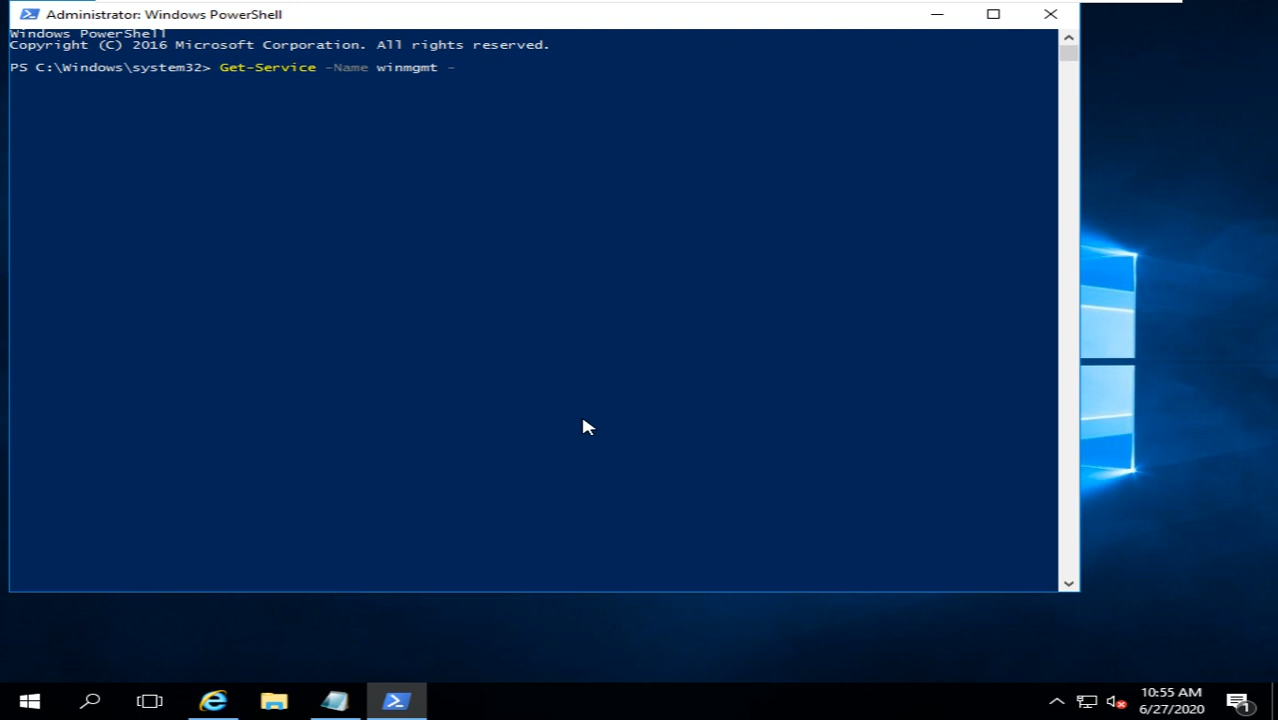 Administrator: Windows PowerShell
Windows PowerShell
Copyright (C) 2016 Microsoft Corporation. All rights reserved.
PS C:\Windows\system32> Get-Service -Name winmgmt -
10:55 AM
6/27/2020
1